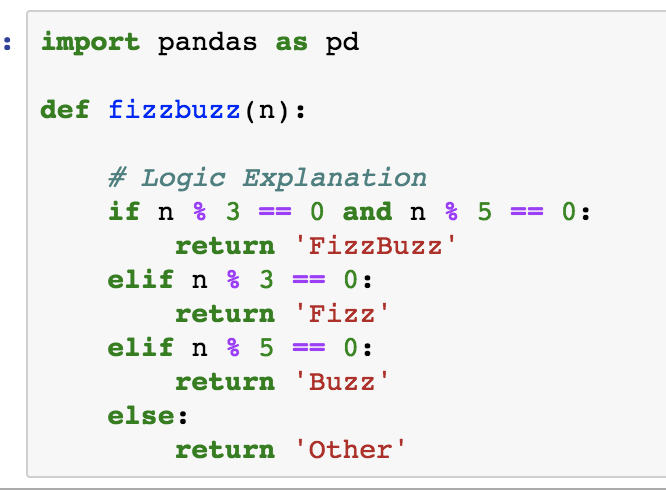 :
import pandas as pd
def fizzbuzz(n):
# Logic Explanation
if n % 3 == 0 and n % 5 == 0:
return 'FizzBuzz'
elif n % 3 == 0:
return 'Fizz'
elif n % 5 == 0:
return 'Buzz'
else:
return 'Other'